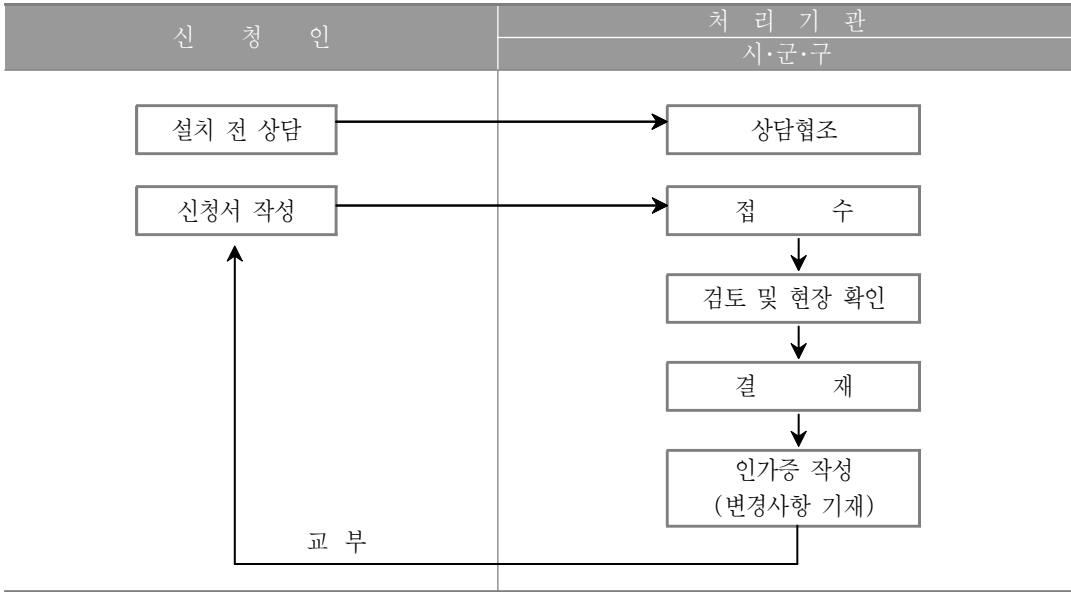 신 청 인
처 리 기 관
시·군·구
설치 전 상담
상담협조
신청서 작성
접 수
검토 및 현장 확인
결 재
인가증 작성
(변경사항 기재)
교 부